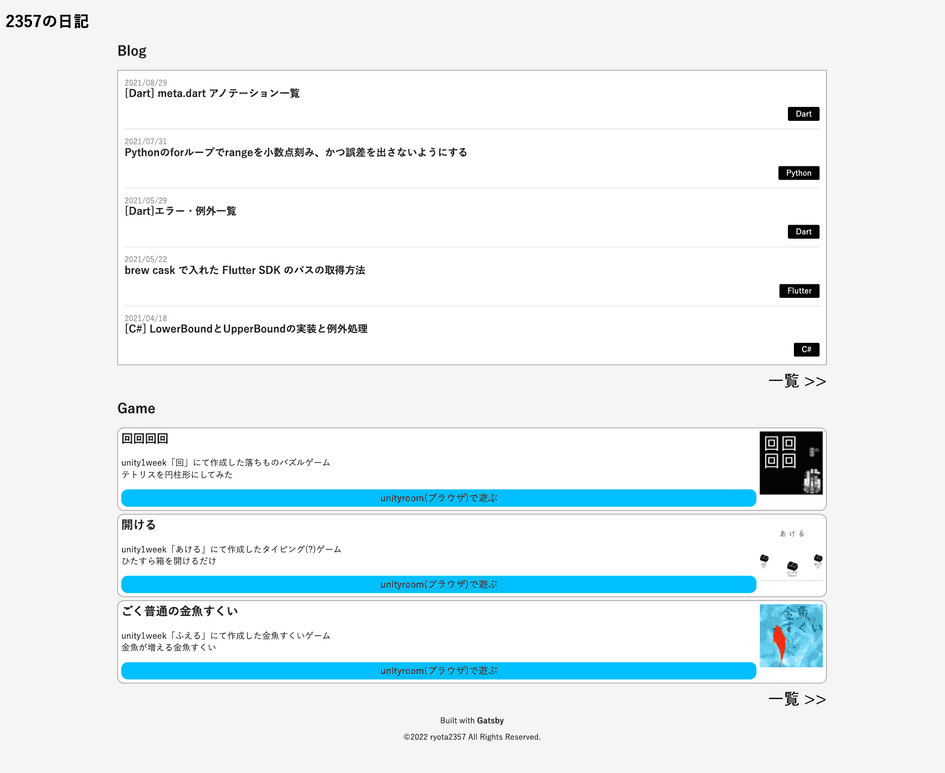 2357の日記
Blog
2021/08/29
[Dart] meta.dart アノテーション一覧
Dart
2021/07/31
Pythonのforループでrangeを小数点刻み、かつ誤差を出さないようにする
Python
2021/05/29
[Dart]エラー・例外一覧
Dart
2021/05/22
brew cask で入れた Flutter SDK のパスの取得方法
Flutter
2021/04/18
[C#] LowerBoundとUpperBoundの実装と例外処理
C#
一覧 >>
Game
回回回回
unity1week「回」にて作成した落ちものパズルゲーム
テトリスを円柱形にしてみた
unityroom(ブラウザ)で遊ぶ
回回
回回
開ける
unity1week「あける」にて作成したタイピング(?)ゲーム
ひたすら箱を開けるだけ
unityroom(ブラウザ)で遊ぶ
あける
ごく普通の金魚すくい
unity1week「ふえる」にて作成した金魚すくいゲーム
金魚が増える金魚すくい
unityroom(ブラウザ)で遊ぶ
一覧 >>
Built with Gatsby
©2022 ryota2357 All Rights Reserved.